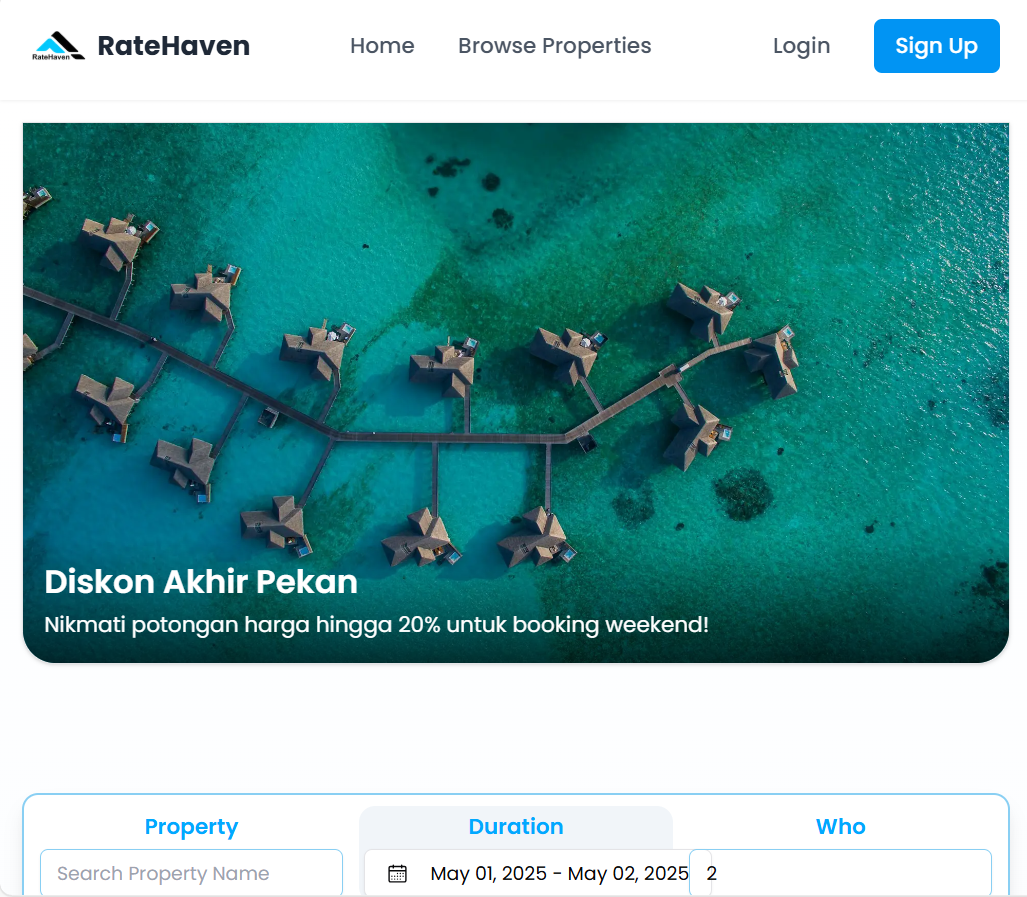 RateHaven
RateHaven
Home
Browse Properties
Login
Sign Up
Diskon Akhir Pekan
Nikmati potongan harga hingga 20% untuk booking weekend!
Property
Duration
Who
Search Property Name
May 01, 2025 - May 02, 2025
2